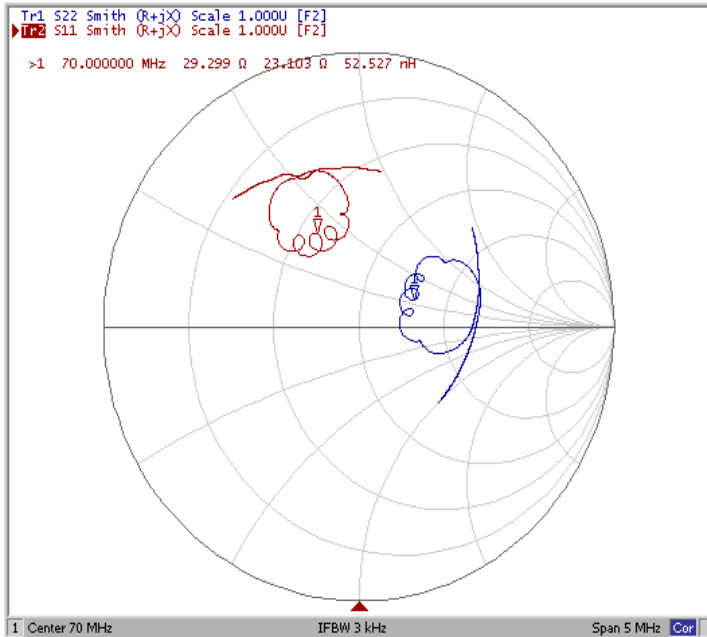 Tr1 S22 Smith (R+jX) Scale 1.000U [F2]
Tr2 S11 Smith (R+jX) Scale 1.000U [F2]
>1 70.000000 MHz 29.299 Ω 23.103 Ω 52.527 nH
1
1
1 Center 70 MHz IFBW 3 kHz Span 5 MHz Cor